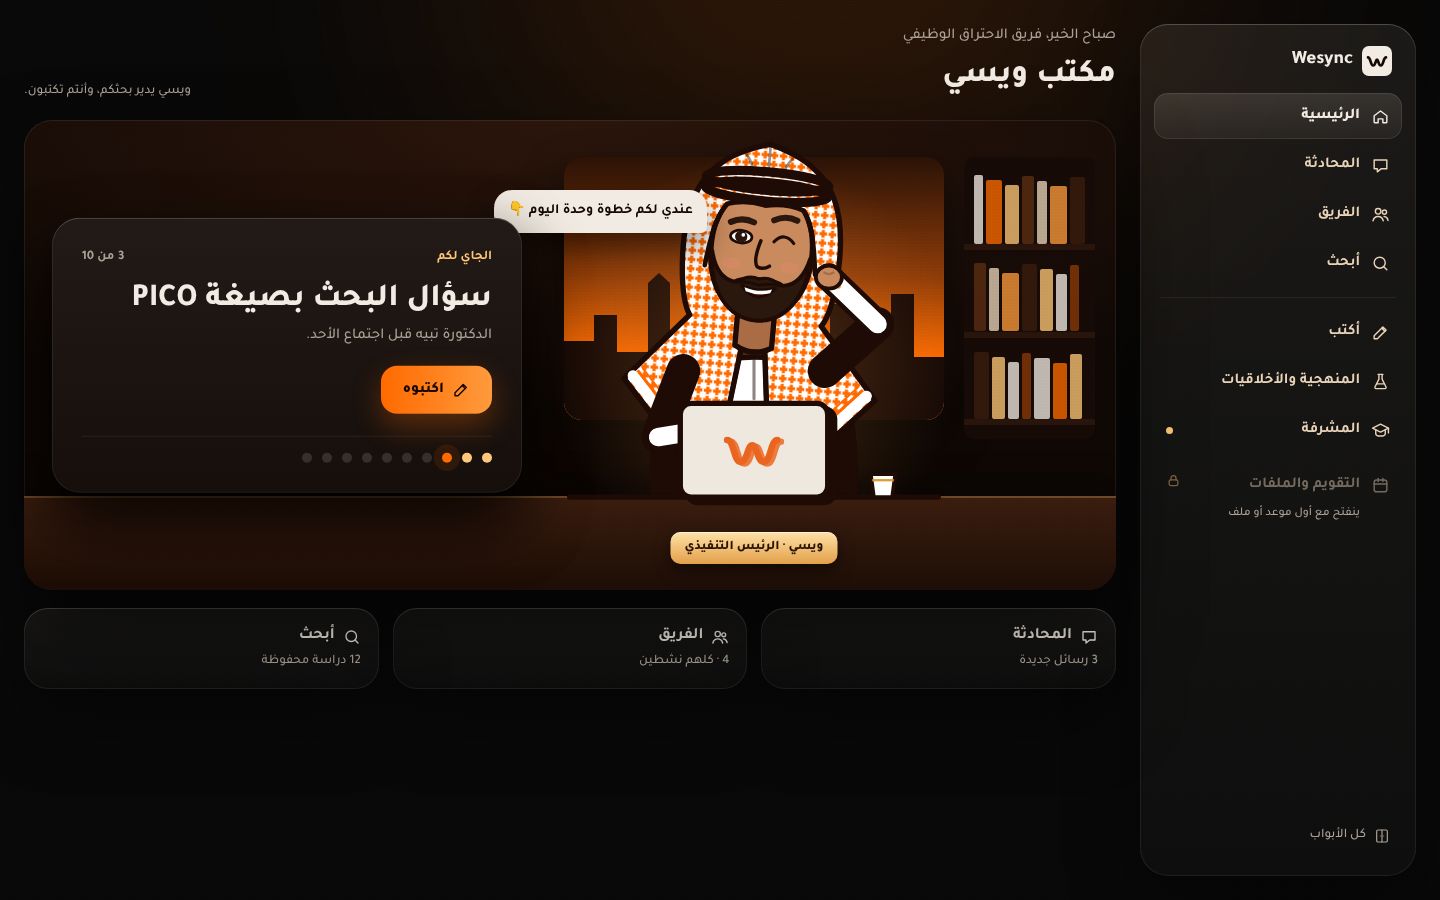 Wesync
الرئيسية
المحادثة
الفريق
أبحث
أكتب
المنهجية والأخلاقيات
المشرفة
التقويم والملفات
ينفتح مع أول موعد أو ملف
كل الأبواب
صباح الخير، فريق الاحتراق الوظيفي
مكتب ويسي
ويسي يدير بحثكم، وأنتم تكتبون.
عندي لكم خطوة وحدة اليوم 👇
الجاي لكم
3 من 10
سؤال البحث بصيغة PICO
الدكتورة تبيه قبل اجتماع الأحد.
اكتبوه
ويسي · الرئيس التنفيذي
المحادثة
3 رسائل جديدة
الفريق
4 · كلهم نشطين
أبحث
12 دراسة محفوظة